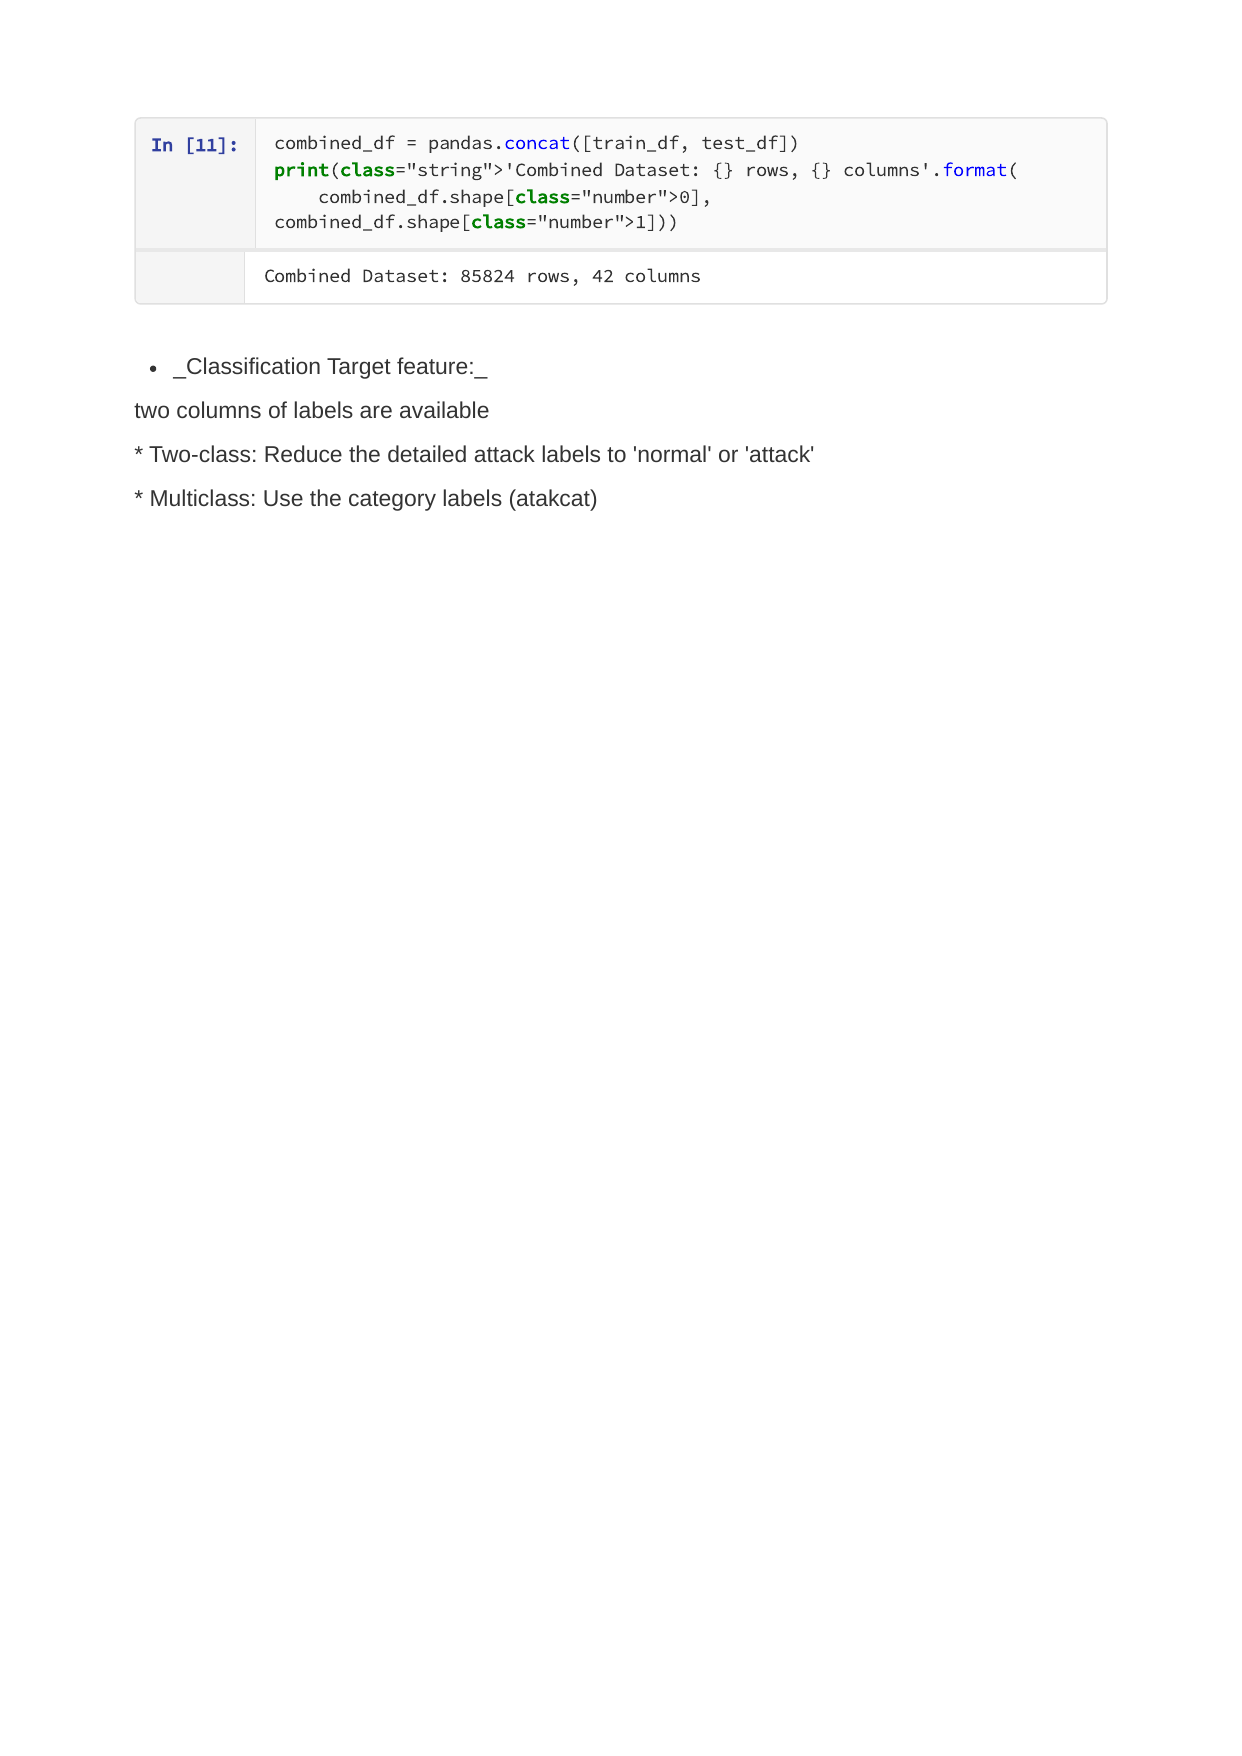 In [11]:
combined_df = pandas.concat([train_df, test_df])
print(class="string">'Combined Dataset: {} rows, {} columns'.format(
    combined_df.shape[class="number">0],
combined_df.shape[class="number">1]))
Combined Dataset: 85824 rows, 42 columns
• _Classification Target feature:_
two columns of labels are available
* Two-class: Reduce the detailed attack labels to 'normal' or 'attack'
* Multiclass: Use the category labels (atakcat)